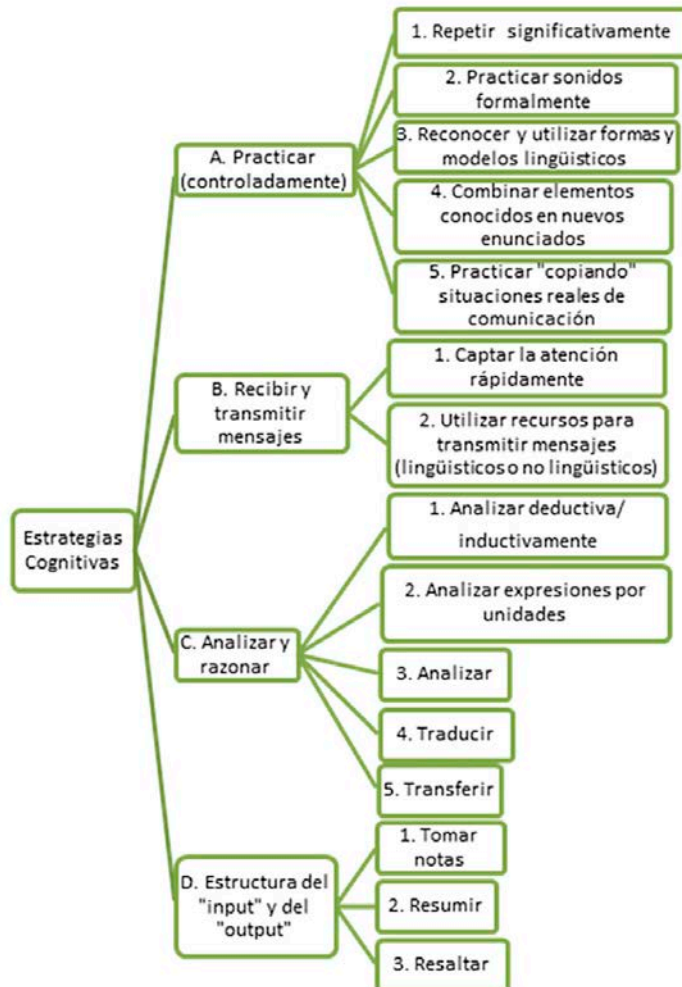 Estrategias
Cognitivas
A. Practicar
(controladamente)
1. Repetir significativamente
2. Practicar sonidos
formalmente
3. Reconocer y utilizar formas y
modelos lingüisticos
4. Combinar elementos
conocidos en nuevos
enunciados
5. Practicar "copiando"
situaciones reales de
comunicación
B. Recibir y
transmitir
mensajes
1. Captar la atención
rápidamente
2. Utilizar recursos para
transmitir mensajes
(lingüisticos o no lingüisticos)
C. Analizar y
razonar
1. Analizar deductiva/
inductivamente
2. Analizar expresiones por
unidades
3. Analizar
4. Traducir
5. Transferir
D. Estructura del
"input" y del
"output"
1. Tomar
notas
2. Resumir
3. Resaltar